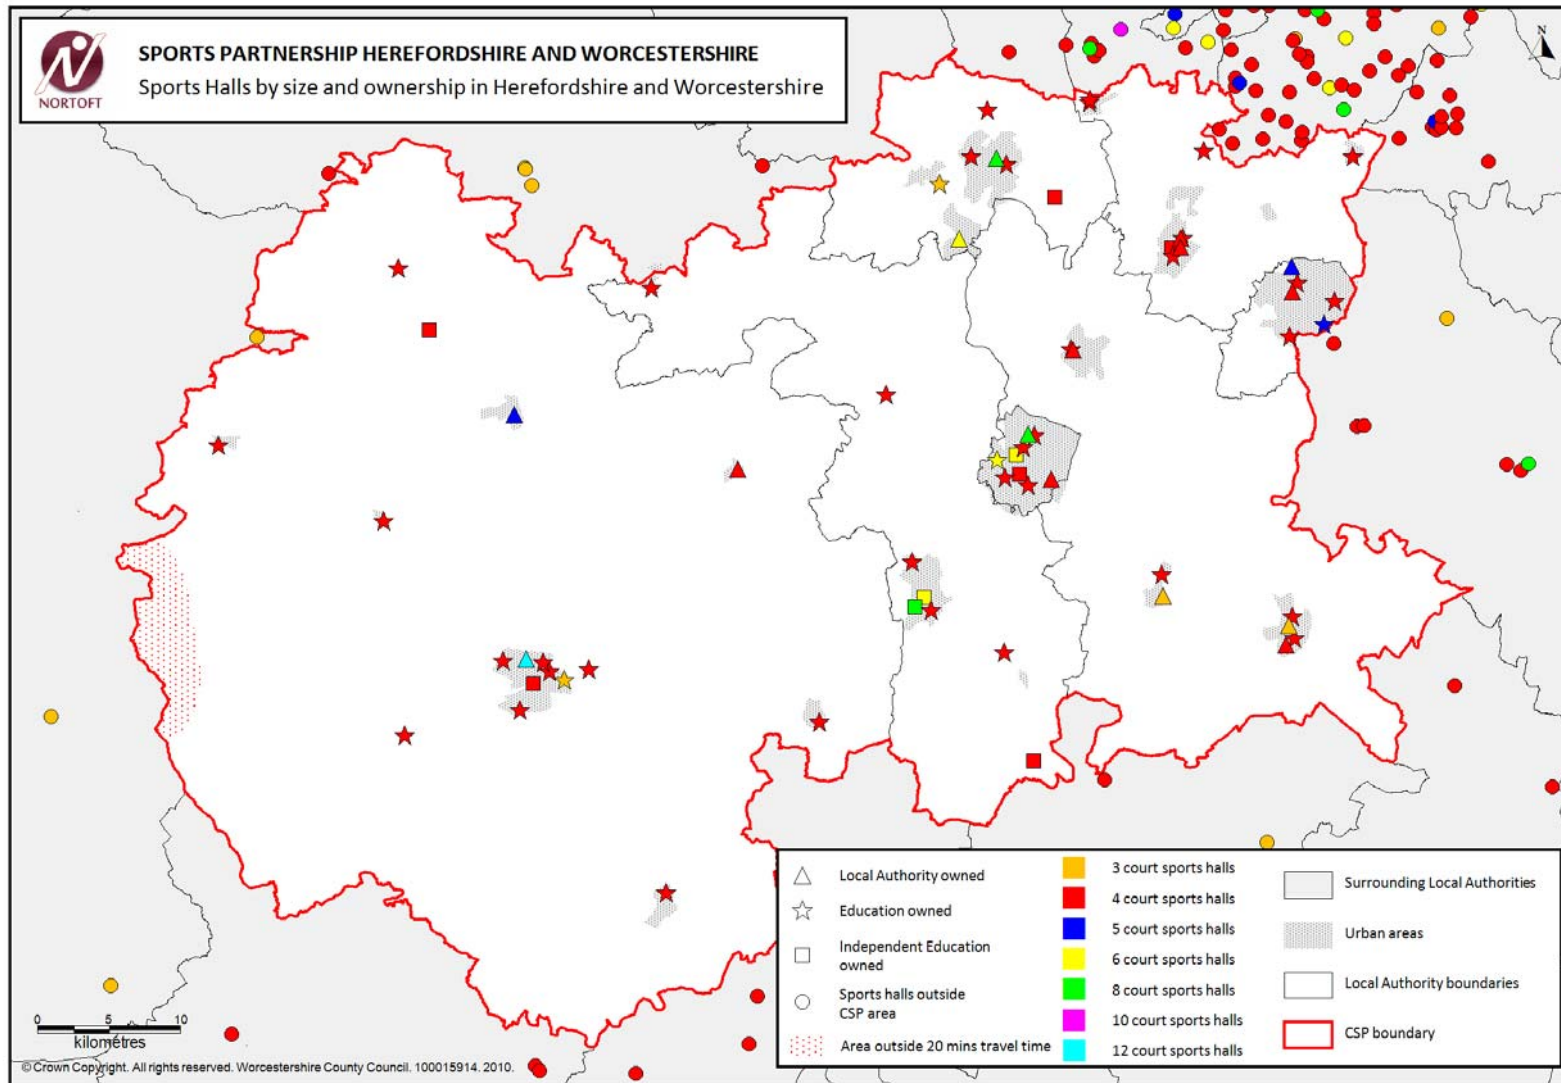 SPORTS PARTNERSHIP HEREFORDSHIRE AND WORCESTERSHIRE
Sports Halls by size and ownership in Herefordshire and Worcestershire
NORTOFT
N
Local Authority owned
Education owned
Independent Education
owned
Sports halls outside
CSP area
Area outside 20 mins travel time
3 court sports halls
4 court sports halls
5 court sports halls
6 court sports halls
8 court sports halls
10 court sports halls
12 court sports halls
Surrounding Local Authorities
Urban areas
Local Authority boundaries
CSP boundary
0 5 10
kilométres
© Crown Copyright. All rights reserved. Worcestershire County Council. 100015914. 2010.